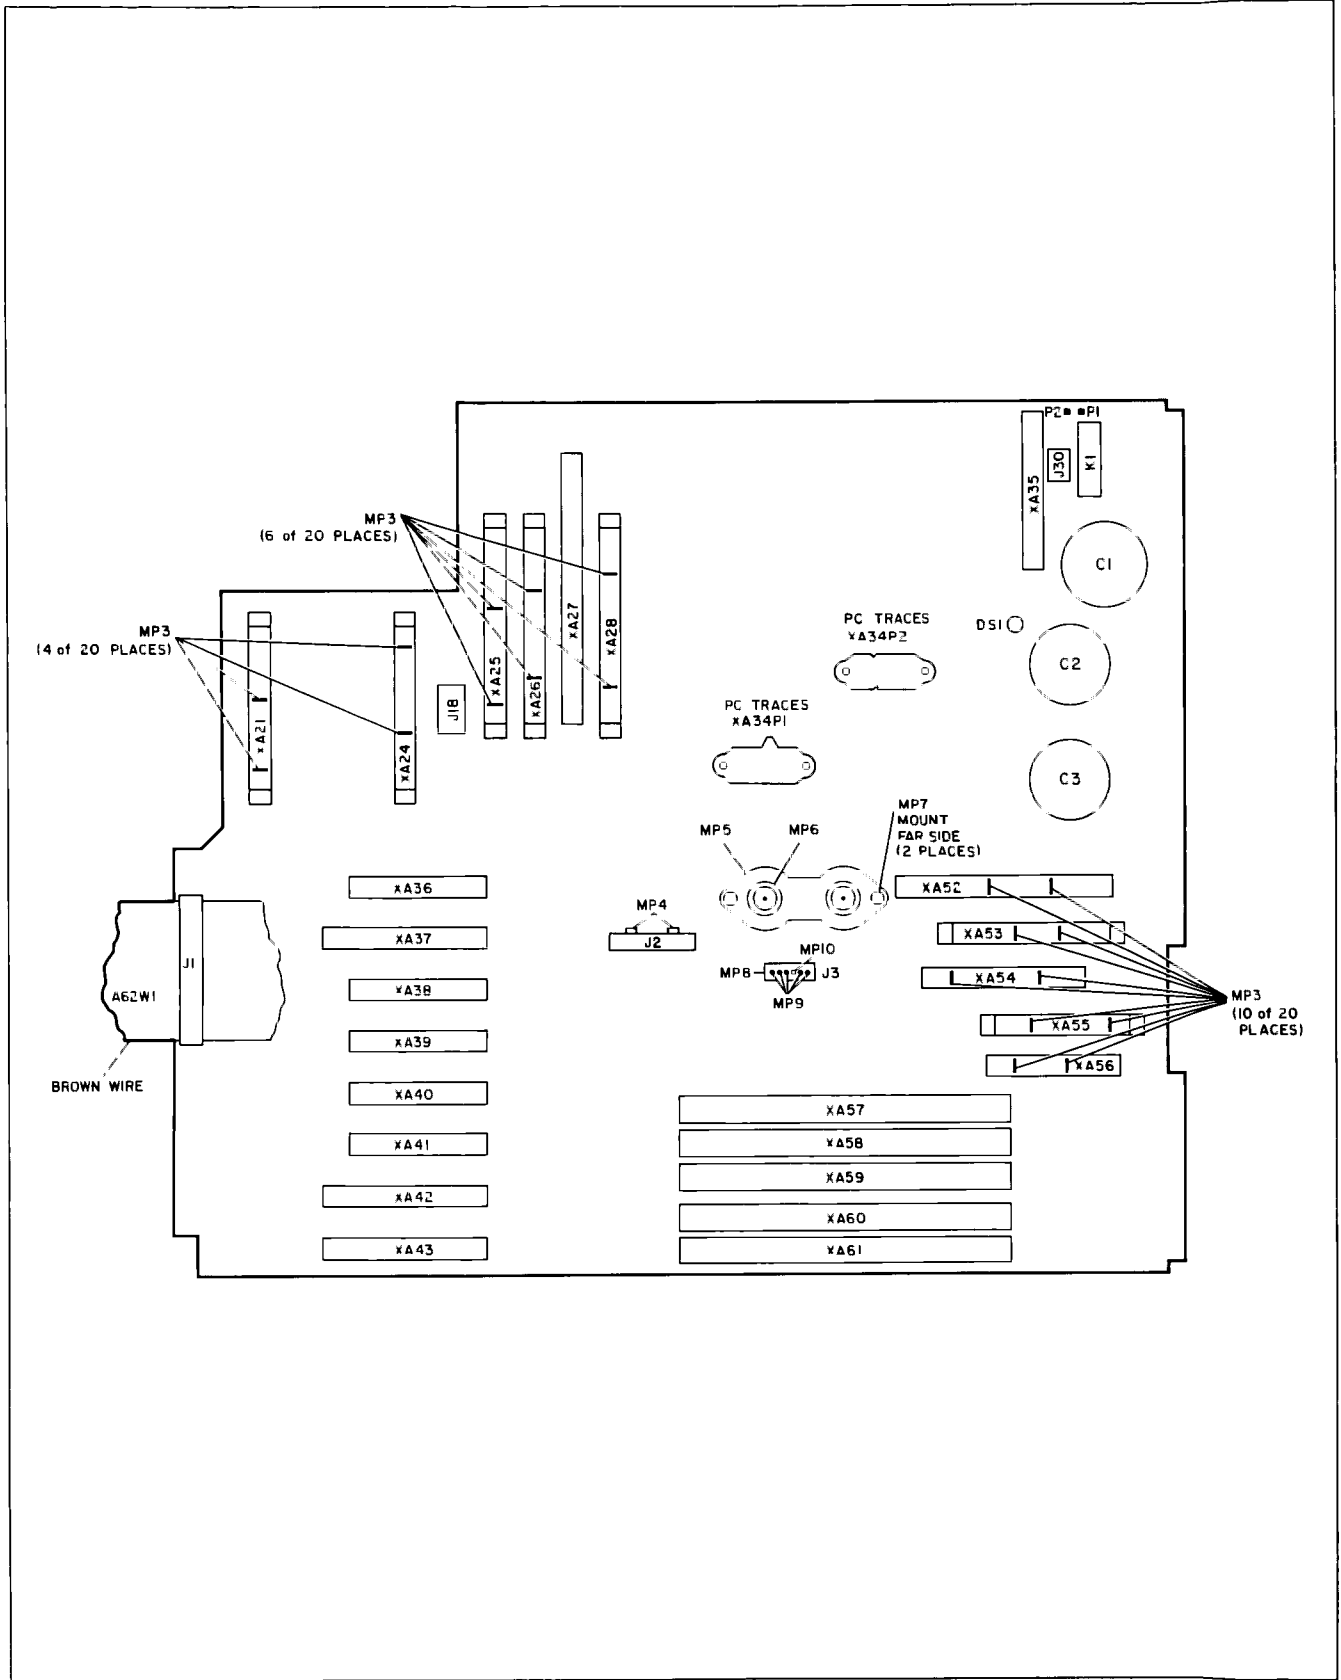 P2 P1
J30
K1
XA35
MP3
(6 of 20 PLACES)
C1
XA27
XA28
XA25
XA26
PC TRACES
XA34P2
DS1
MP3
(4 of 20 PLACES)
C2
J18
XA21
XA24
PC TRACES
XA34P1
C3
MP7
MOUNT
FAR SIDE
(2 PLACES)
MP5
MP6
XA36
XA52
MP4
J2
XA37
XA53
MP10
MP8
J3
MP9
J1
A62W1
XA38
XA54
MP3
(10 of 20
PLACES)
XA39
XA55
XA56
BROWN WIRE
XA40
XA57
XA41
XA58
XA59
XA42
XA60
XA43
XA61